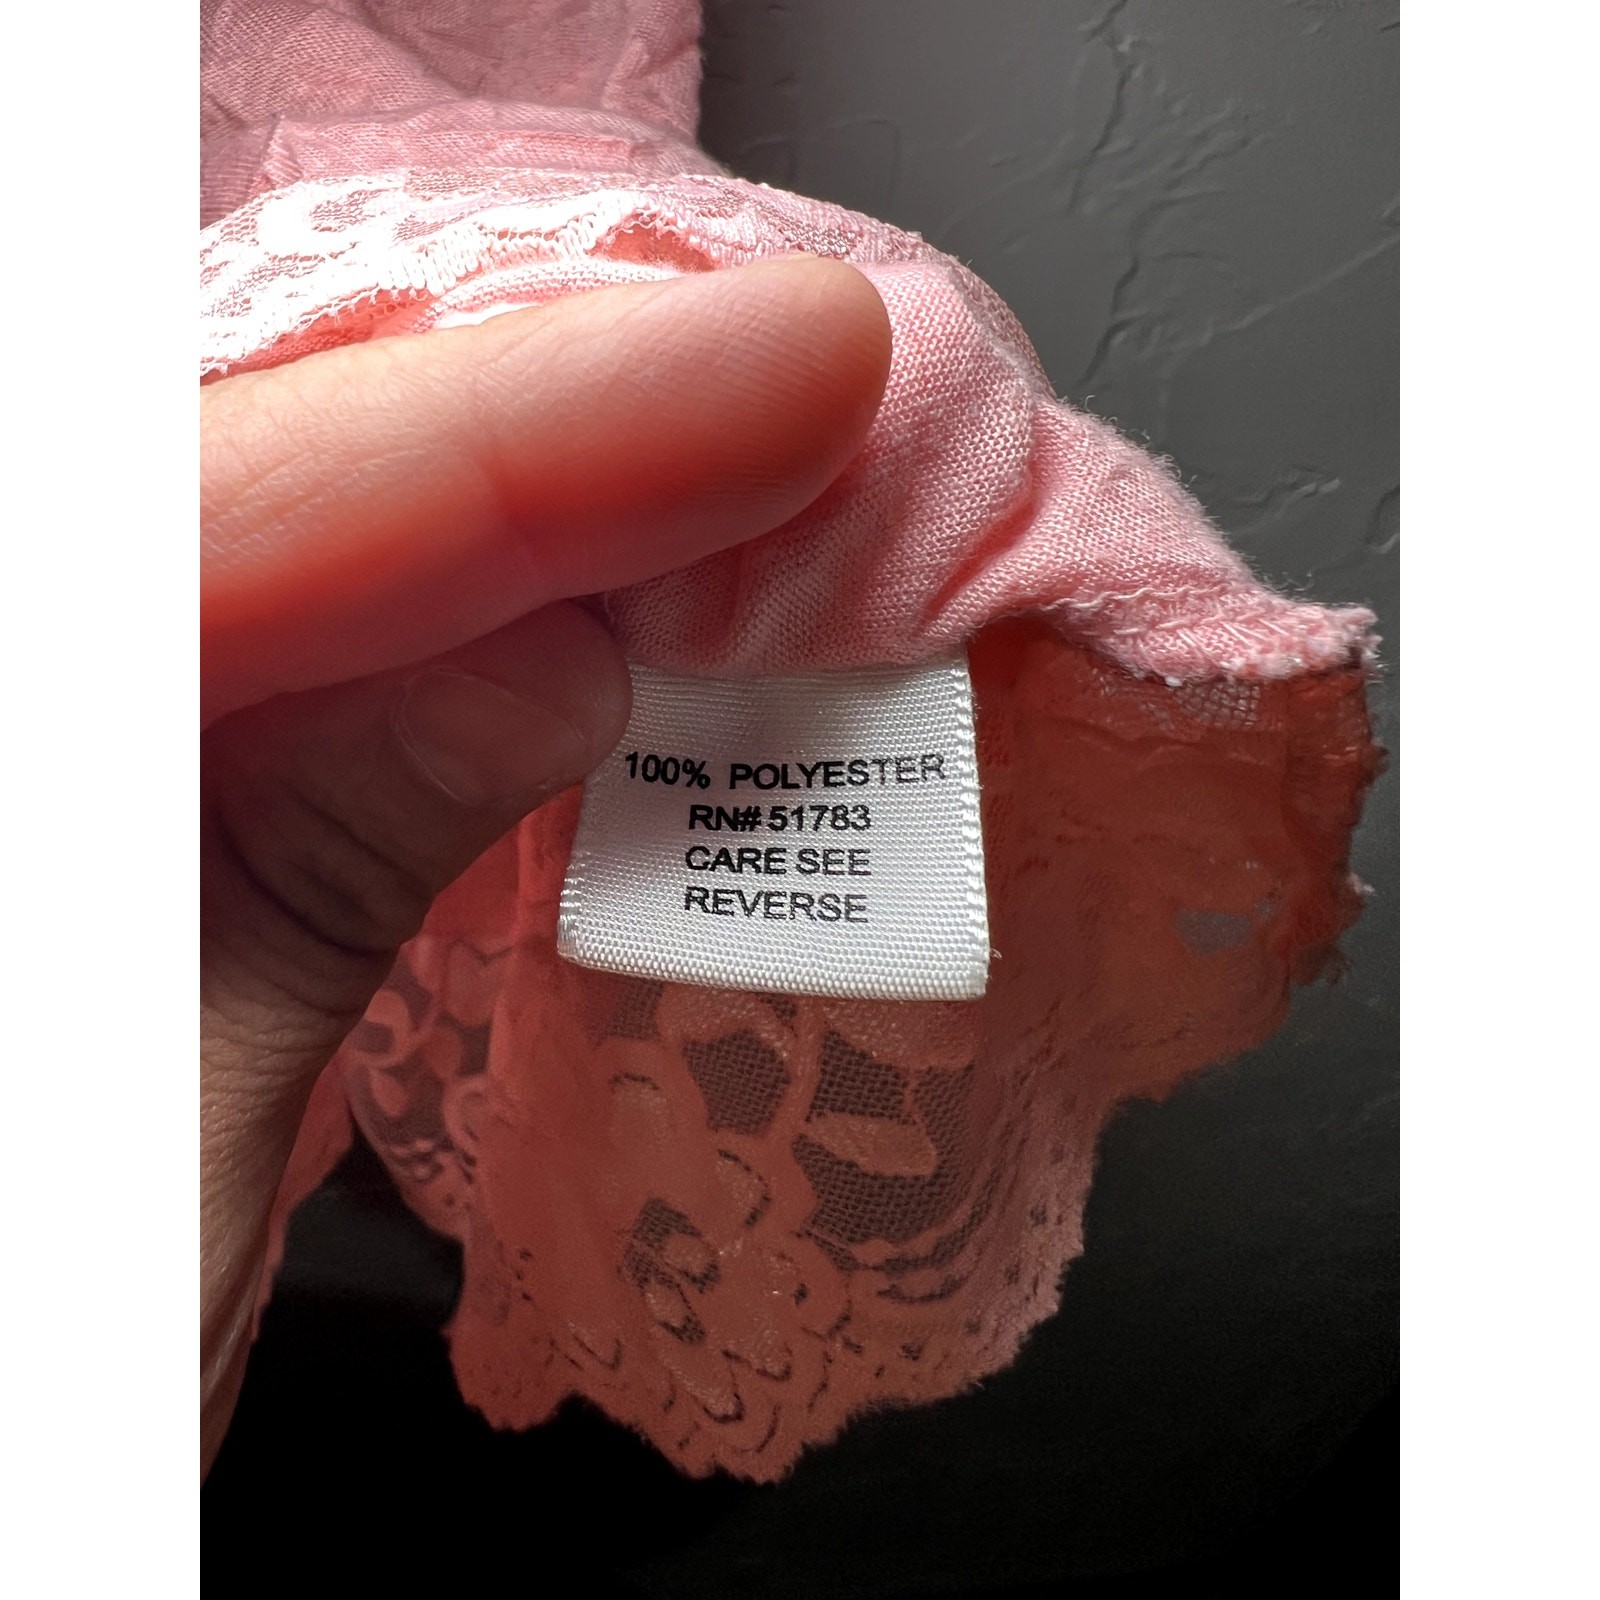 100% POLYESTER
RN# 51783
CARE SEE
REVERSE